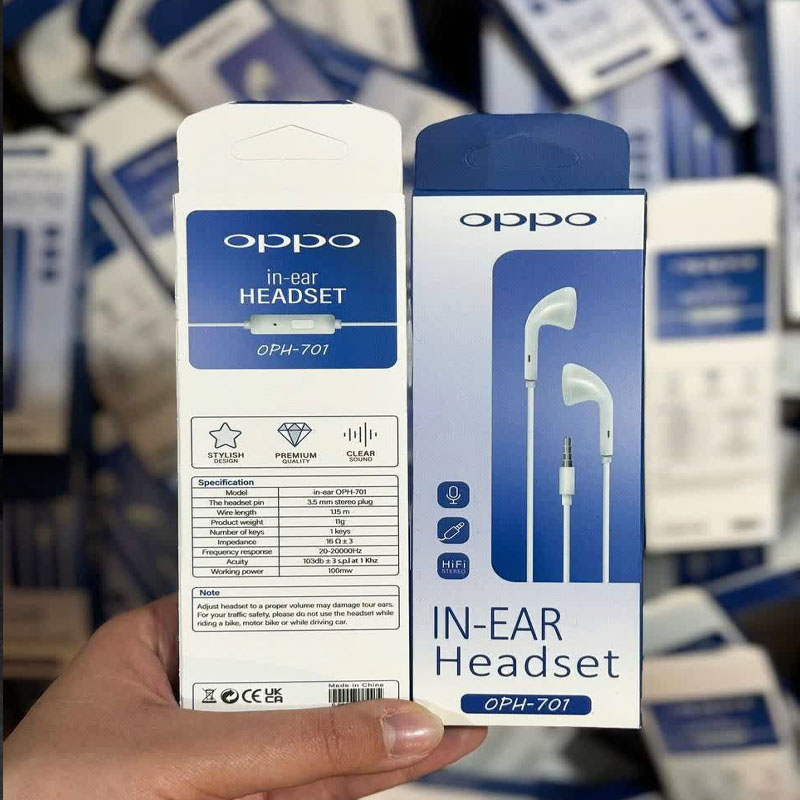 oppo
in-ear
HEADSET
OPH-701
STYLISH DESIGN
PREMIUM QUALITY
CLEAR SOUND
Specification
Model in-ear OPH-701
The headset pin 3.5 mm stereo plug
Wire length 1.15 m
Product weight 11g
Number of keys 1 keys
Impedance 16 Ω ± 3
Frequency response 20-20000Hz
Acuity 103db ± 3 s.p.l at 1 Khz
Working power 100mw
Note
Adjust headset to a proper volume may damage tour ears.
For your traffic safety, please do not use the headset while
riding a bike, motor bike or while driving car.
CE UK CA
Made in China
oppo
HiFi
STEREO
IN-EAR
Headset
OPH-701